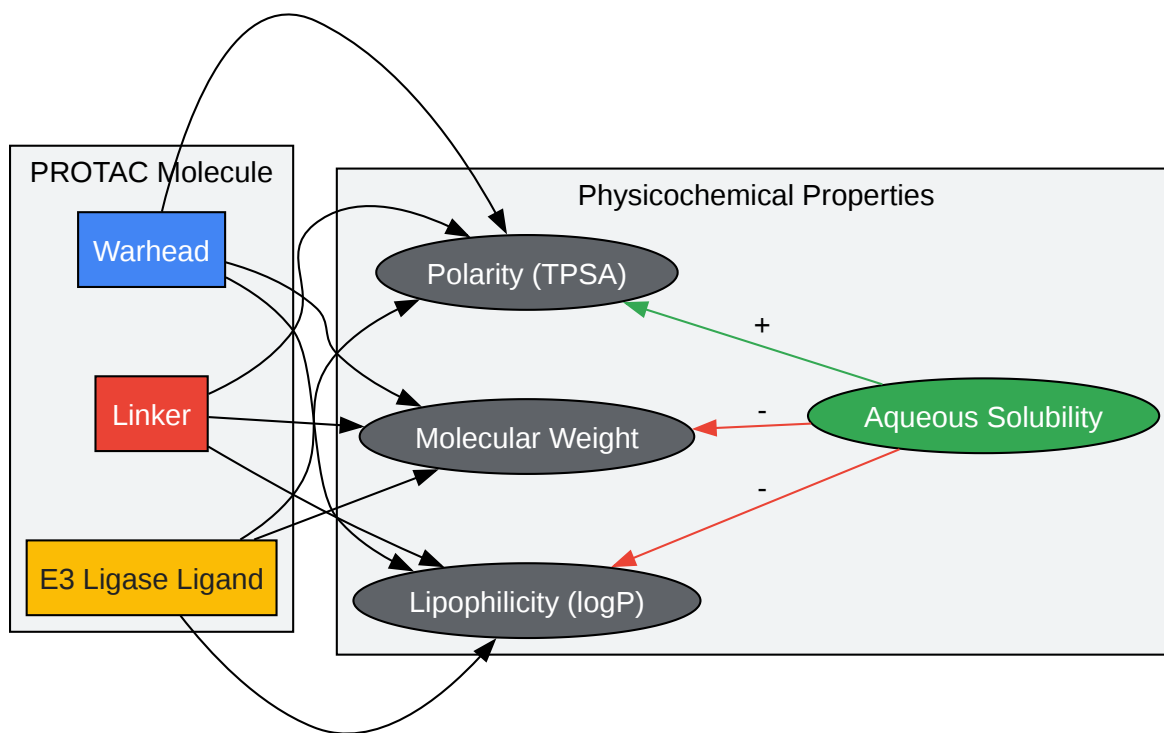 PROTAC Molecule
Warhead
Linker
E3 Ligase Ligand
Physicochemical Properties
Polarity (TPSA)
Molecular Weight
Lipophilicity (logP)
+
-
-
Aqueous Solubility